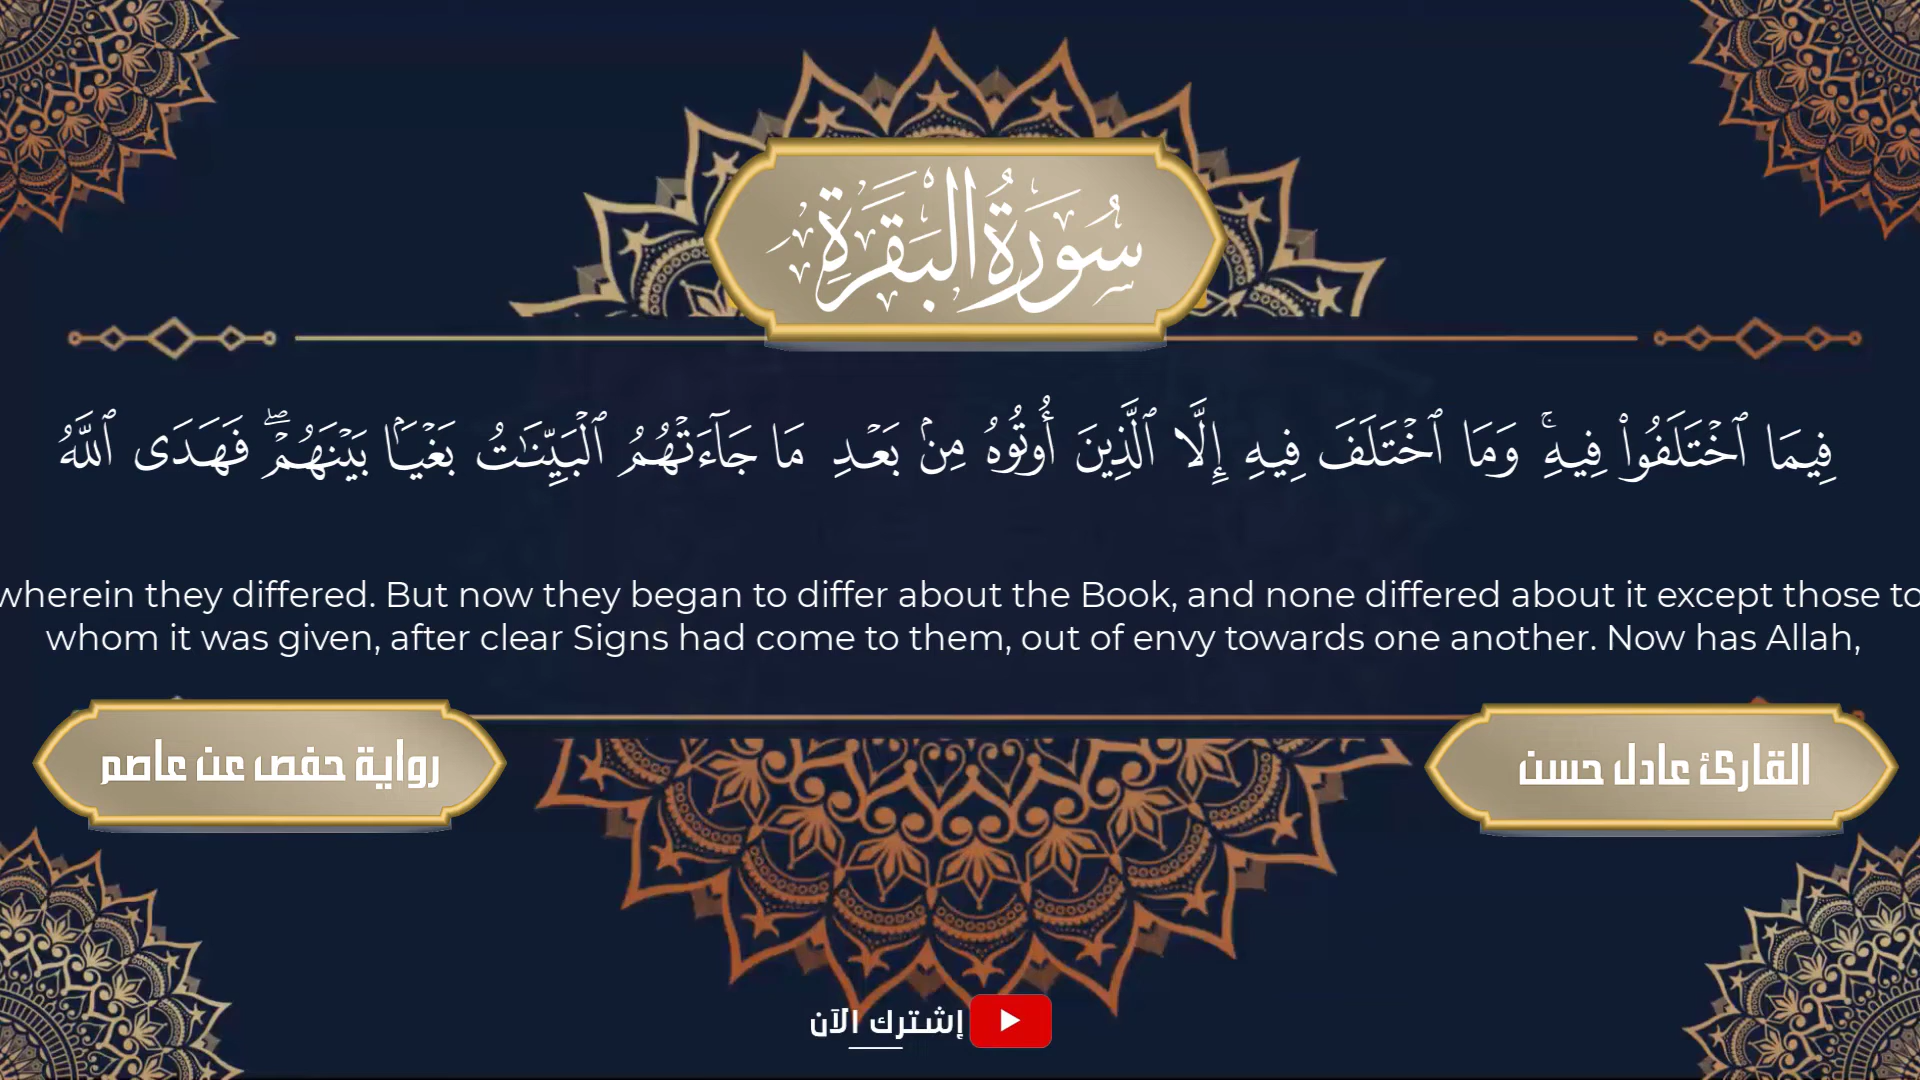 سُورَةُ الْبَقَرَةِ
فِيمَا ٱخۡتَلَفُواْ فِيهِۚ وَمَا ٱخۡتَلَفَ فِيهِ إِلَّا ٱلَّذِينَ أُوتُوهُ مِنۢ بَعۡدِ مَا جَآءَتۡهُمُ ٱلۡبَيِّنَٰتُ بَغۡيَۢا بَيۡنَهُمۡۖ فَهَدَى ٱللَّهُ
wherein they differed. But now they began to differ about the Book, and none differed about it except those to
whom it was given, after clear Signs had come to them, out of envy towards one another. Now has Allah,
القارئ عادل حسن
رواية حفص عن عاصم
إشترك الآن